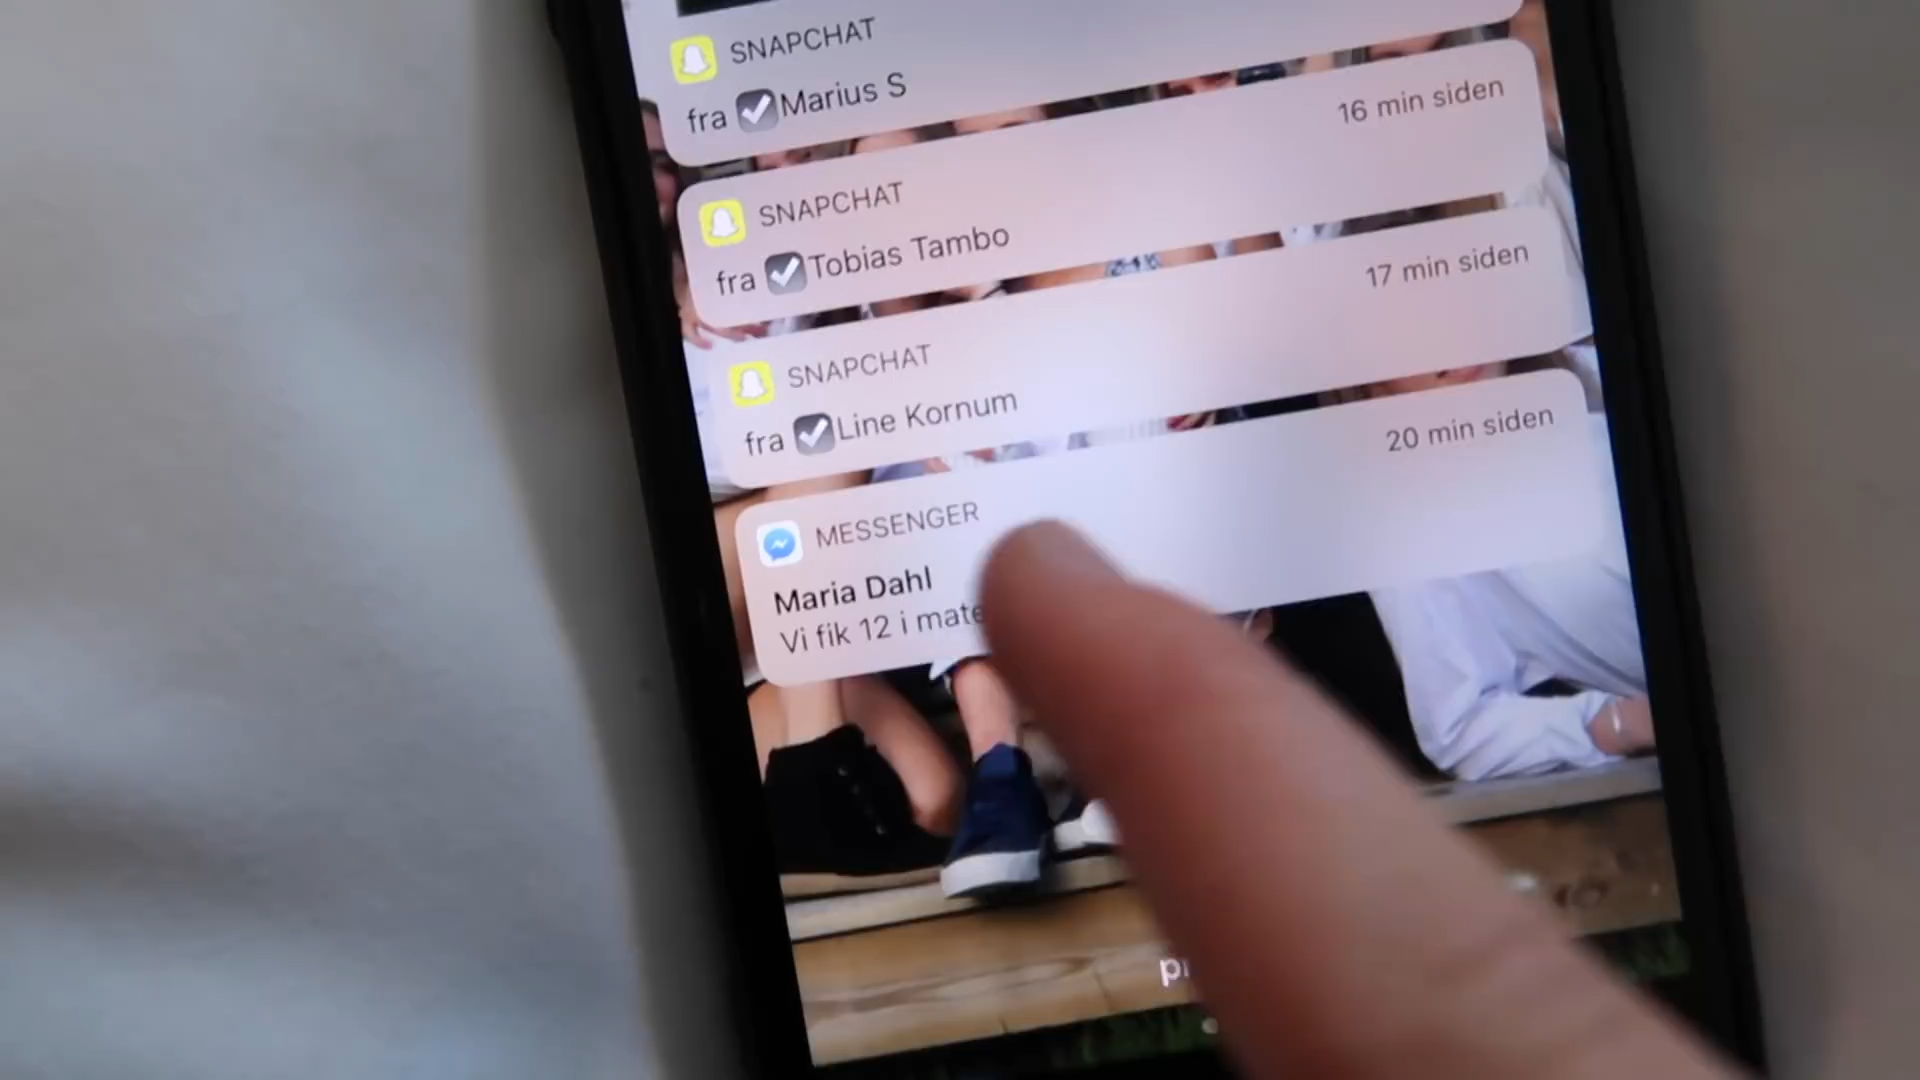 SNAPCHAT
fra Marius S
16 min siden
SNAPCHAT
fra Tobias Tambo
17 min siden
SNAPCHAT
fra Line Kornum
20 min siden
MESSENGER
Maria Dahl
Vi fik 12 i mate